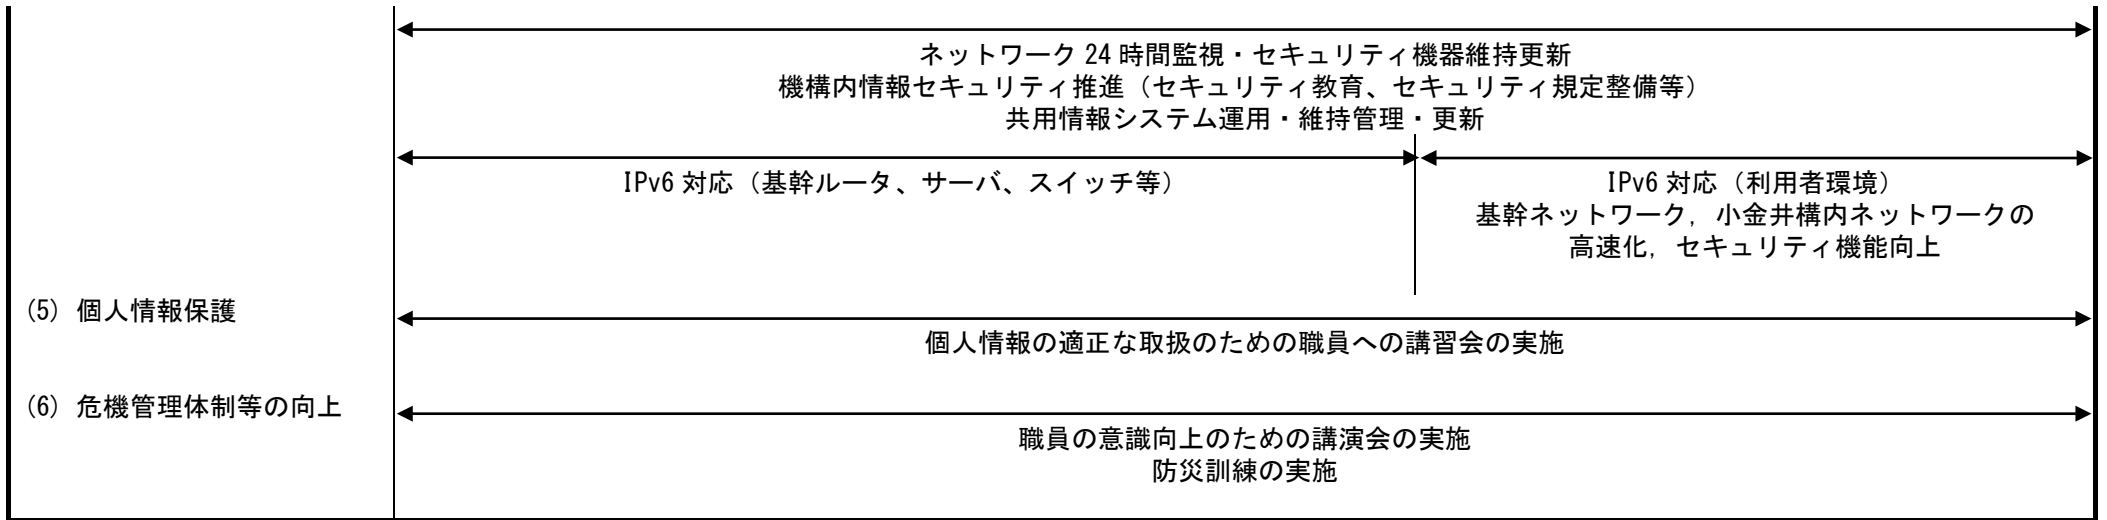 ネットワーク 24 時間監視・セキュリティ機器維持更新
機構内情報セキュリティ推進（セキュリティ教育、セキュリティ規定整備等）
共用情報システム運用・維持管理・更新
IPv6 対応（基幹ルータ、サーバ、スイッチ等）
IPv6 対応（利用者環境）
基幹ネットワーク, 小金井構内ネットワークの
高速化, セキュリティ機能向上
(5) 個人情報保護
個人情報の適正な取扱のための職員への講習会の実施
(6) 危機管理体制等の向上
職員の意識向上のための講演会の実施
防災訓練の実施